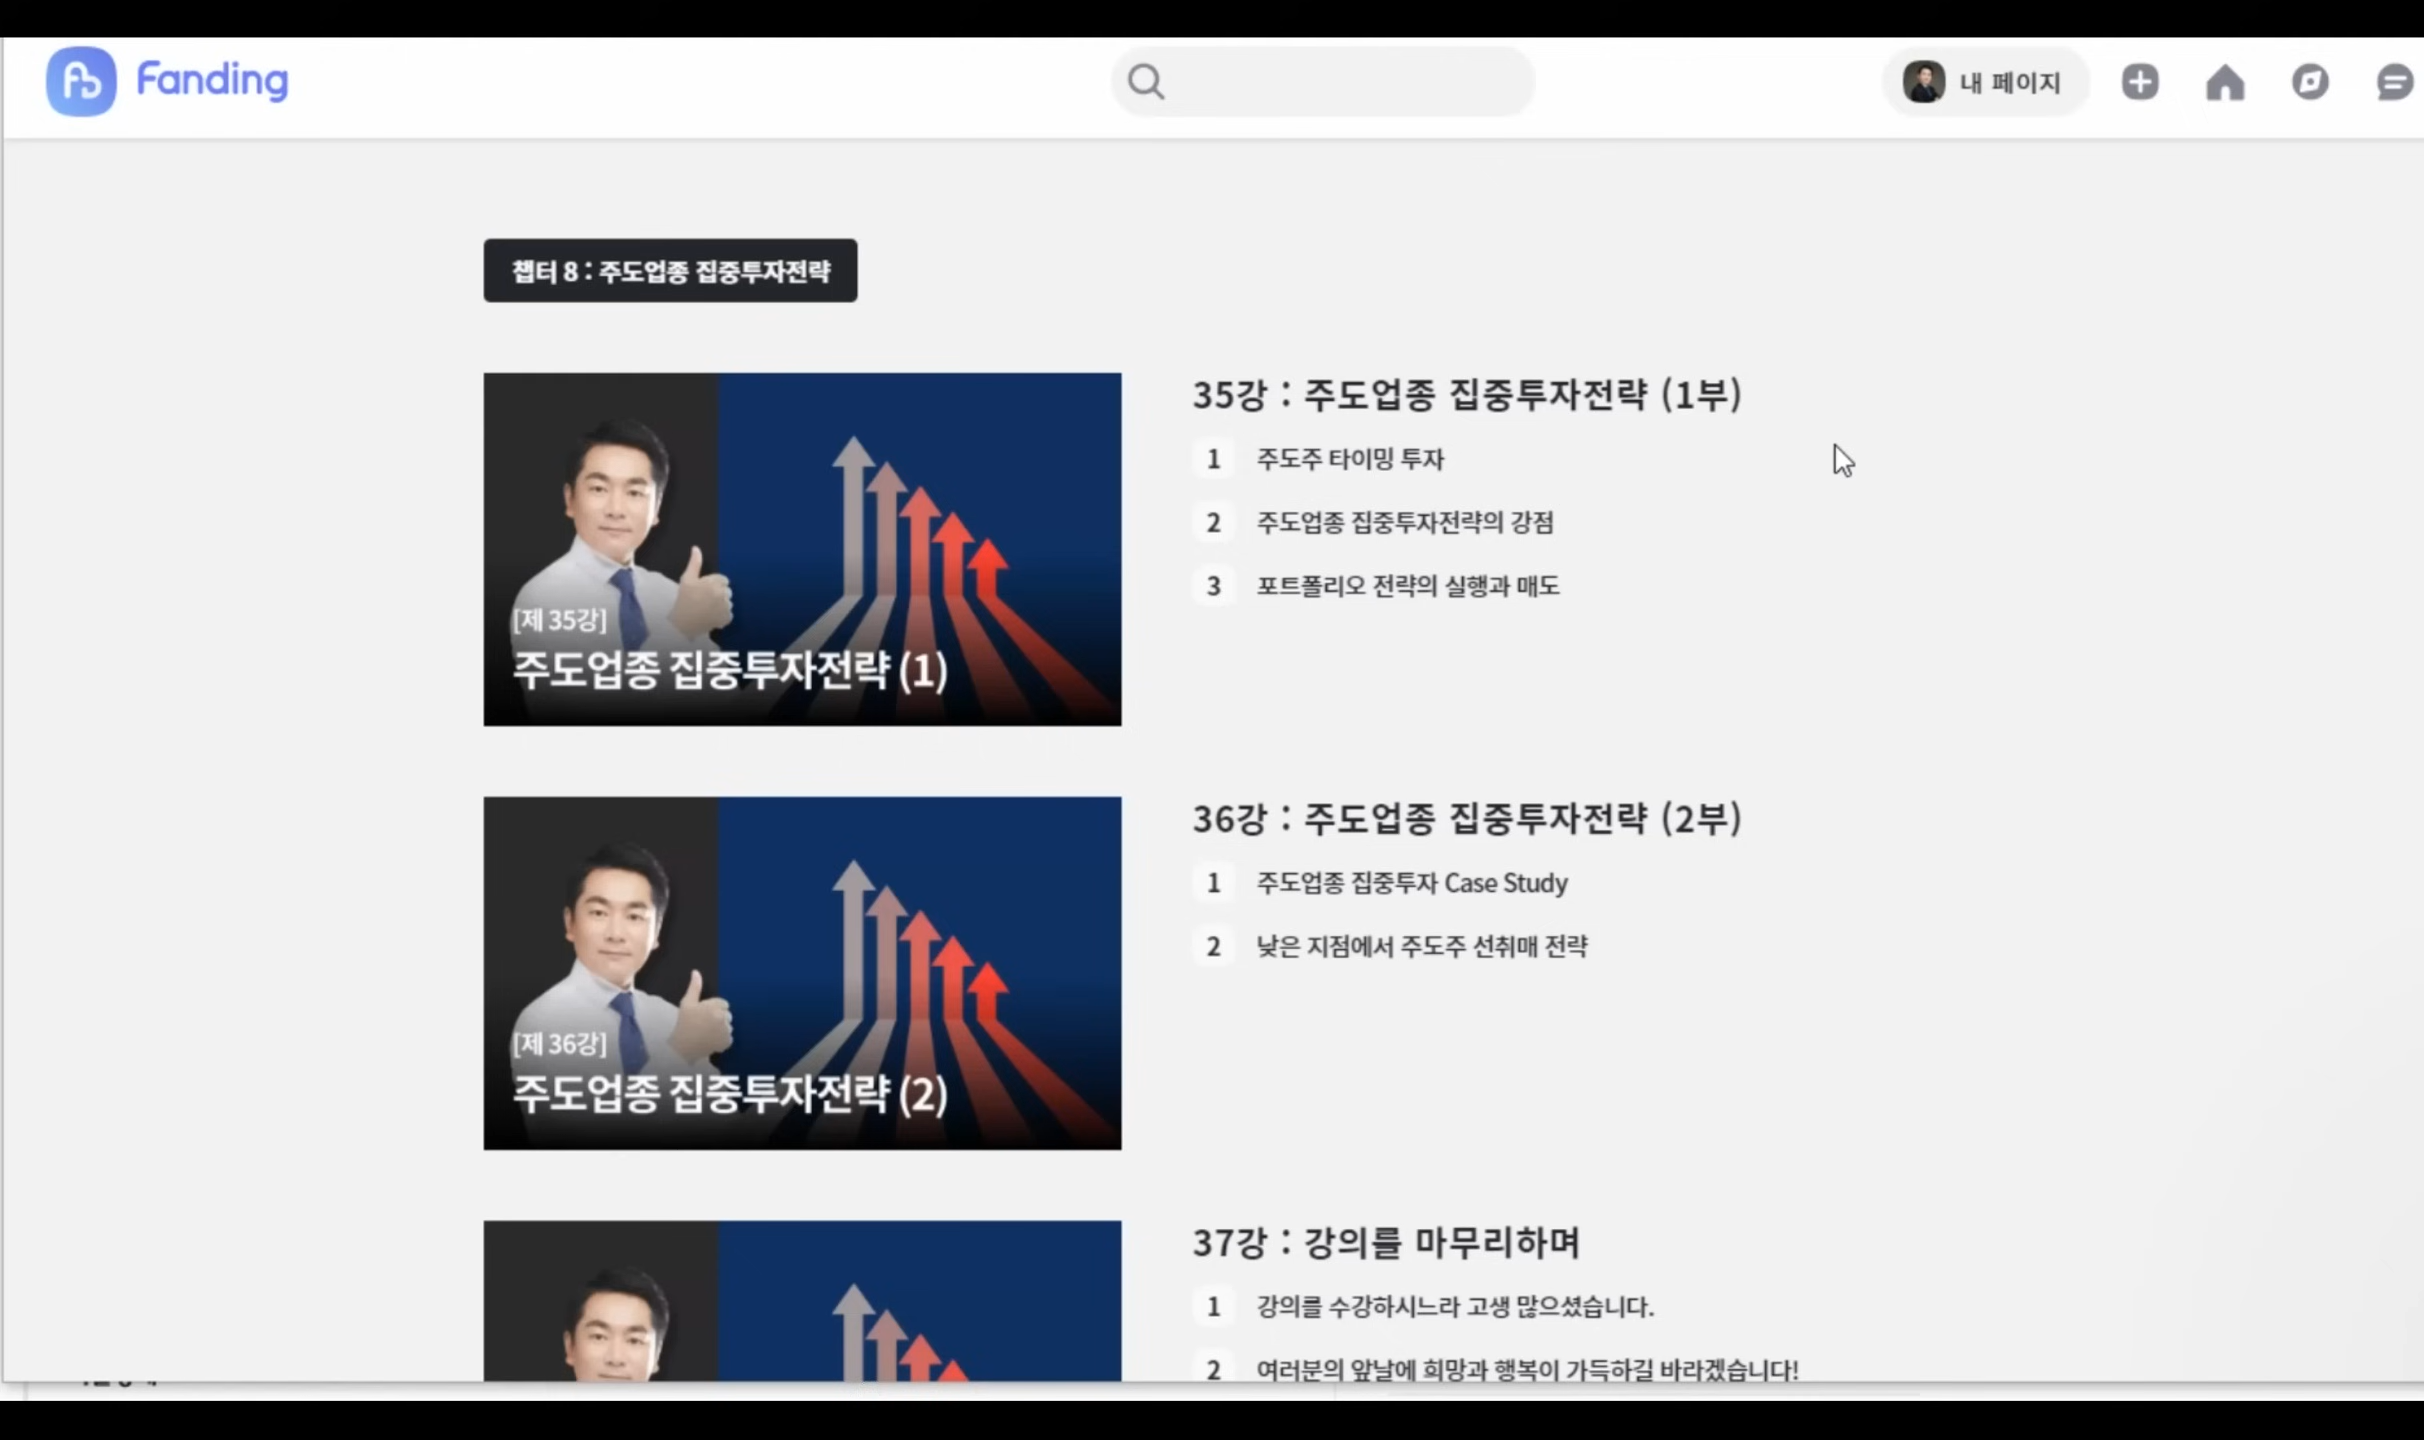 Fanding
내 페이지
챕터 8 : 주도업종 집중투자전략
[제 35강]
주도업종 집중투자전략 (1)
35강 : 주도업종 집중투자전략 (1부)
1 주도주 타이밍 투자
2 주도업종 집중투자전략의 강점
3 포트폴리오 전략의 실행과 매도
[제 36강]
주도업종 집중투자전략 (2)
36강 : 주도업종 집중투자전략 (2부)
1 주도업종 집중투자 Case Study
2 낮은 지점에서 주도주 선취매 전략
37강 : 강의를 마무리하며
1 강의를 수강하시느라 고생 많으셨습니다.
2 여러분의 앞날에 희망과 행복이 가득하길 바라겠습니다!